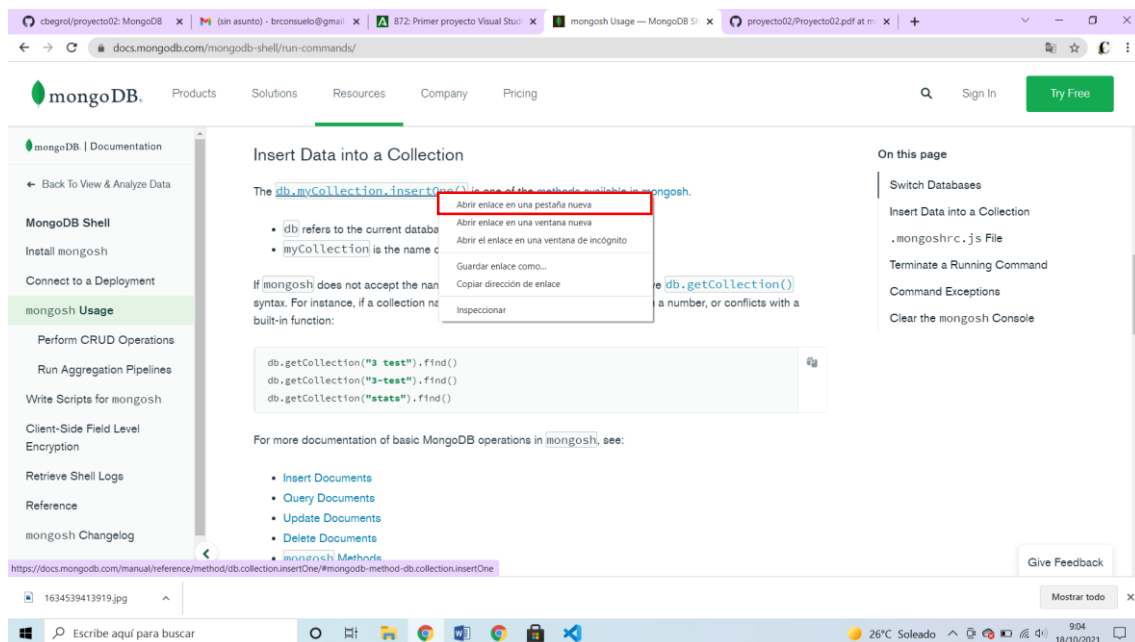 cbegrol/proyecto02: MongoDB
(sin asunto) - brconsuelo@gmail
872: Primer proyecto Visual Studi
mongosh Usage — MongoDB Sh
proyecto02/Proyecto02.pdf at m
docs.mongodb.com/mongodb-shell/run-commands/
mongoDB.
Products
Solutions
Resources
Company
Pricing
Sign In
Try Free
mongoDB. | Documentation
← Back To View & Analyze Data
MongoDB Shell
Install mongosh
Connect to a Deployment
mongosh Usage
Perform CRUD Operations
Run Aggregation Pipelines
Write Scripts for mongosh
Client-Side Field Level
Encryption
Retrieve Shell Logs
Reference
mongosh Changelog
Insert Data into a Collection
The db.myCollection.insertOne() is one of the methods available in mongosh.
• db refers to the current databa
• myCollection is the name o
If mongosh does not accept the nan
e db.getCollection()
syntax. For instance, if a collection na
a number, or conflicts with a
built-in function:
Abrir enlace en una pestaña nueva
Abrir enlace en una ventana nueva
Abrir el enlace en una ventana de incógnito
Guardar enlace como...
Copiar dirección de enlace
Inspeccionar
db.getCollection("3 test").find()
db.getCollection("3-test").find()
db.getCollection("stats").find()
For more documentation of basic MongoDB operations in mongosh, see:
• Insert Documents
• Query Documents
• Update Documents
• Delete Documents
• mongosh Methods
On this page
Switch Databases
Insert Data into a Collection
.mongoshrc.js File
Terminate a Running Command
Command Exceptions
Clear the mongosh Console
Give Feedback
https://docs.mongodb.com/manual/reference/method/db.collection.insertOne/#mongodb-method-db.collection.insertOne
1634539413919.jpg
Mostrar todo
Escribe aquí para buscar
26°C Soleado
9:04
18/10/2021